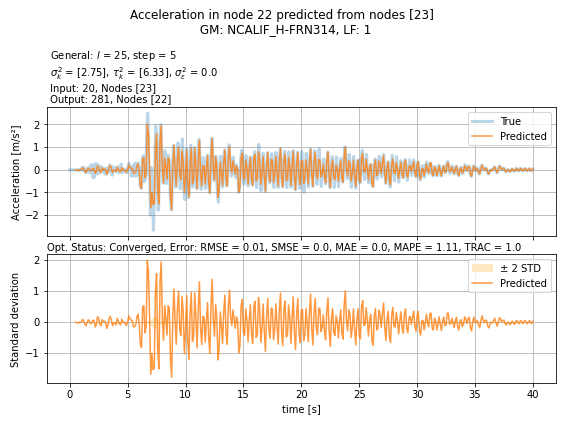 Acceleration in node 22 predicted from nodes [23]
GM: NCALIF_H-FRN314, LF: 1
General: l = 25, step = 5
σ²ₖ = [2.75], τ²ₖ = [6.33], σ²ε = 0.0
Input: 20, Nodes [23]
Output: 281, Nodes [22]
True
Predicted
Acceleration [m/s²]
2
1
0
−1
−2
Opt. Status: Converged, Error: RMSE = 0.01, SMSE = 0.0, MAE = 0.0, MAPE = 1.11, TRAC = 1.0
± 2 STD
Predicted
Standard deviation
2
1
0
−1
0 5 10 15 20 25 30 35 40
time [s]